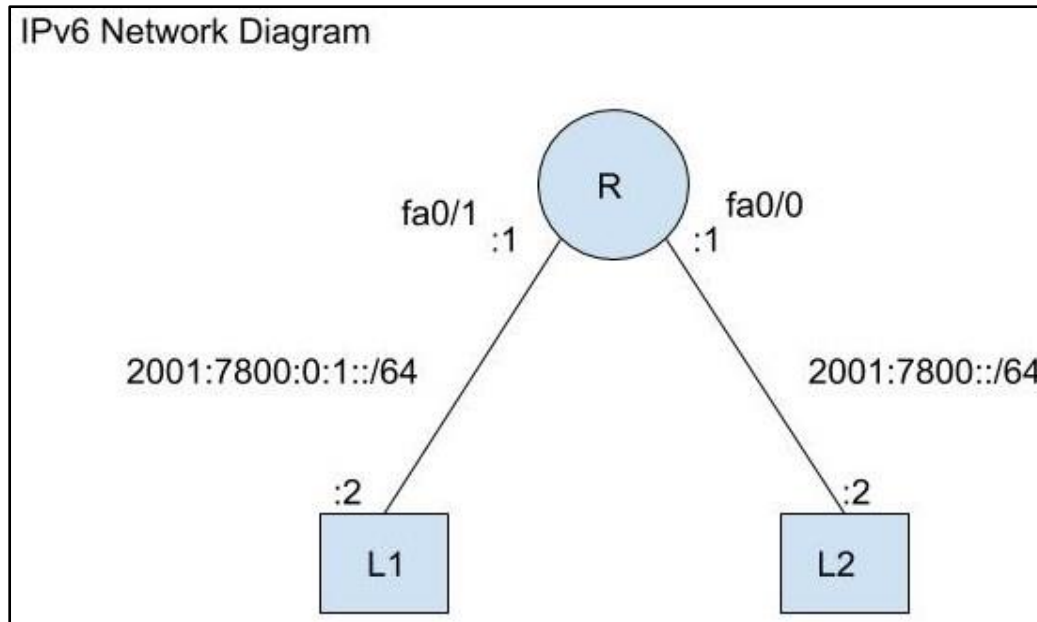 IPv6 Network Diagram
R
fa0/1
fa0/0
:1
:1
2001:7800:0:1::/64
2001:7800::/64
:2
:2
L1
L2